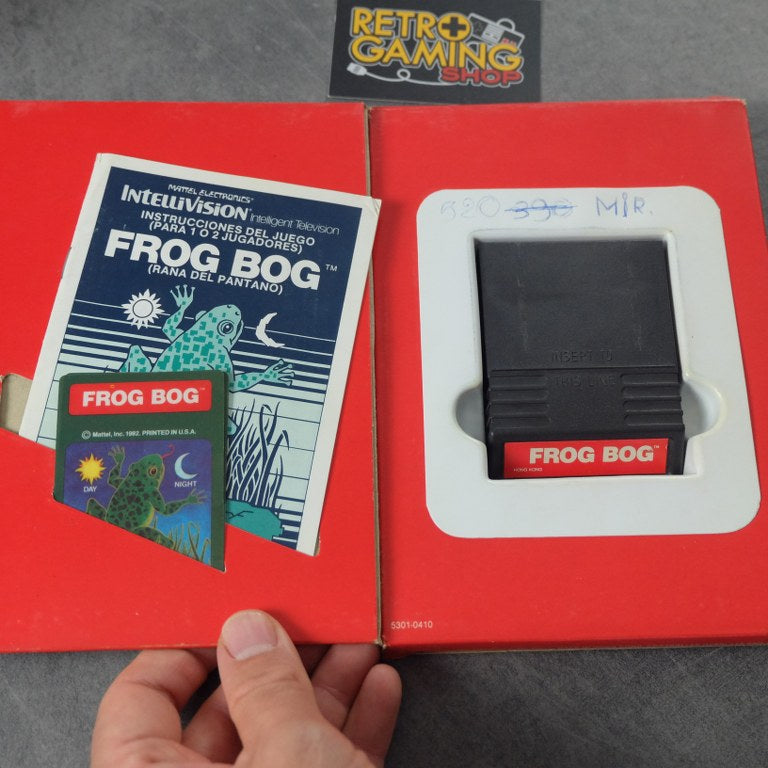 RETRO
GAMING
SHOP
MATTEL ELECTRONICS®
INTELLIVISION® Intelligent Television
INSTRUCCIONES DEL JUEGO
(PARA 1 O 2 JUGADORES)
FROG BOG™
(RANA DEL PANTANO)
FROG BOG™
© Mattel, Inc. 1982. PRINTED IN U.S.A.
DAY
NIGHT
520 390 MIR.
INSERT TO
THIS LINE
FROG BOG™
HONG KONG
5301-0410